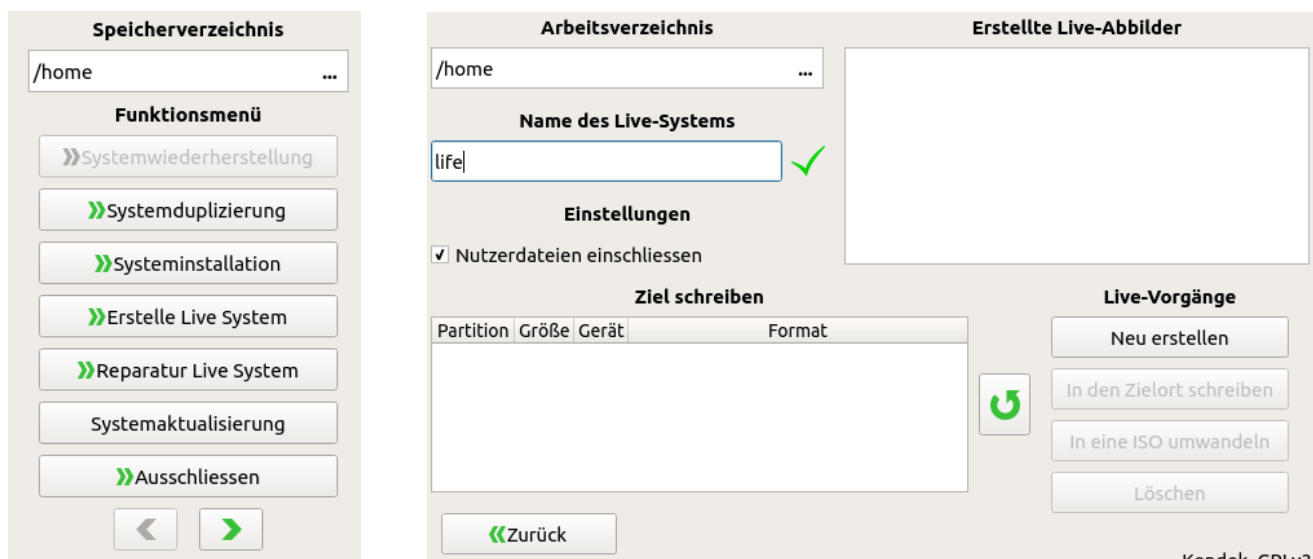 Speicherverzeichnis
/home ...
Funktionsmenü
Systemwiederherstellung
Systemduplizierung
Systeminstallation
Erstelle Live System
Reparatur Live System
Systemaktualisierung
Ausschliessen
Arbeitsverzeichnis
/home ...
Name des Live-Systems
life
Einstellungen
Nutzerdateien einschliessen
Erstellte Live-Abbilder
Ziel schreiben
Partition Größe Gerät Format
Live-Vorgänge
Neu erstellen
In den Zielort schreiben
In eine ISO umwandeln
Löschen
Zurück